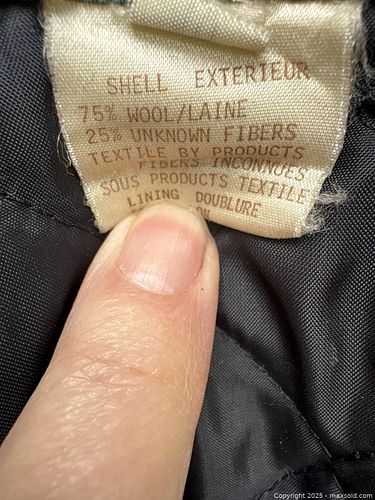 SHELL EXTERIEUR
75% WOOL/LAINE
25% UNKNOWN FIBERS
TEXTILE BY PRODUCTS
FIBERS INCONNUES
SOUS PRODUCTS TEXTILE
LINING DOUBLURE
Copyright 2025 - maxsold.com